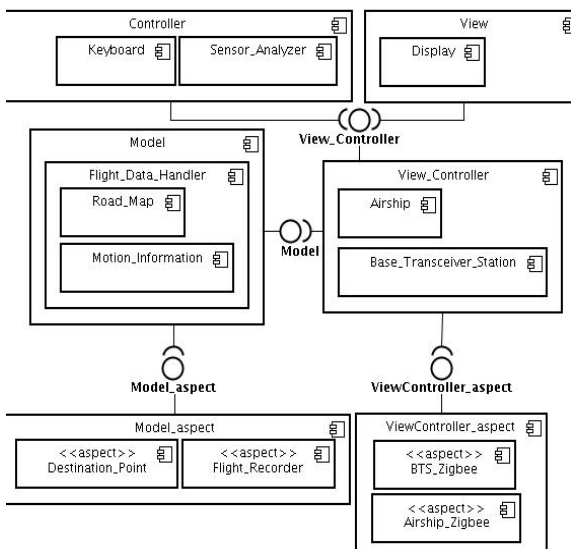 Controller
View
Keyboard
Sensor_Analyzer
Display
View_Controller
Model
Flight_Data_Handler
Road_Map
Motion_Information
View_Controller
Airship
Base_Transceiver_Station
Model
Model_aspect
ViewController_aspect
Model_aspect
<<aspect>>
Destination_Point
<<aspect>>
Flight_Recorder
ViewController_aspect
<<aspect>>
BTS_Zigbee
<<aspect>>
Airship_Zigbee